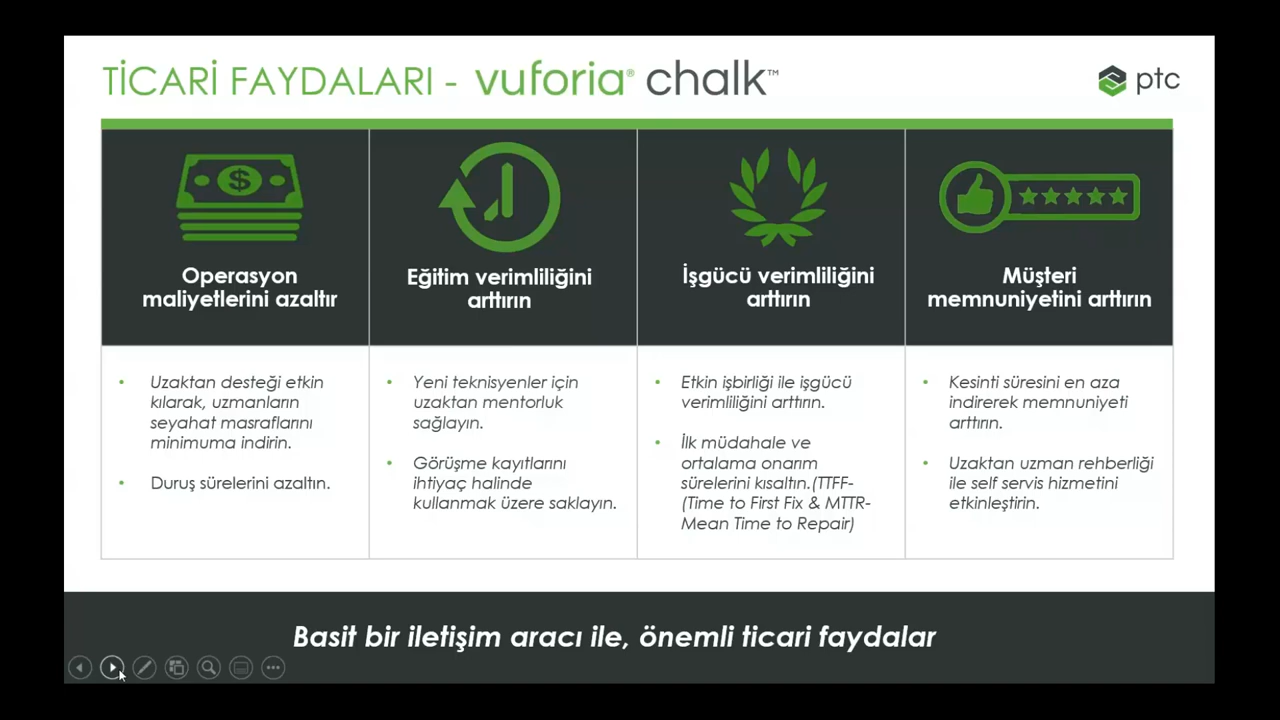 TİCARİ FAYDALARI - vuforia® chalk™
ptc
Operasyon
maliyetlerini azaltır
Eğitim verimliliğini
arttırın
İşgücü verimliliğini
arttırın
Müşteri
memnuniyetini arttırın
• Uzaktan desteği etkin
kılarak, uzmanların
seyahat masraflarını
minimuma indirin.
• Duruş sürelerini azaltın.
• Yeni teknisyenler için
uzaktan mentorluk
sağlayın.
• Görüşme kayıtlarını
ihtiyaç halinde
kullanmak üzere saklayın.
• Etkin işbirliği ile işgücü
verimliliğini arttırın.
• İlk müdahale ve
ortalama onarım
sürelerini kısaltın.(TTFF-
(Time to First Fix & MTTR-
Mean Time to Repair)
• Kesinti süresini en aza
indirerek memnuniyeti
arttırın.
• Uzaktan uzman rehberliği
ile self servis hizmetini
etkinleştirin.
Basit bir iletişim aracı ile, önemli ticari faydalar